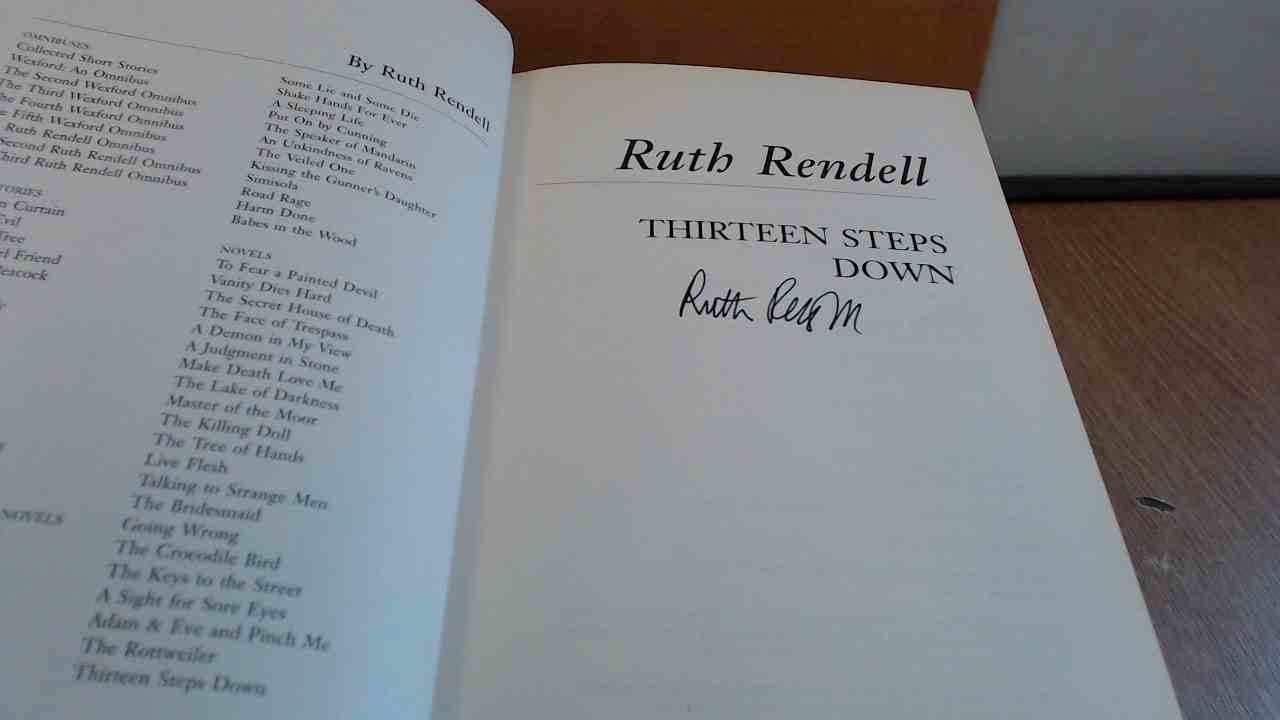 By Ruth Rendell
OMNIBUSES
Collected Short Stories
Wexford: An Omnibus
The Second Wexford Omnibus
The Third Wexford Omnibus
The Fourth Wexford Omnibus
Fifth Wexford Omnibus
Ruth Rendell Omnibus
Second Ruth Rendell Omnibus
Third Ruth Rendell Omnibus
Curtain
Evil
Tree
Friend
Peacock
NOVELS
Some Lie and Some Die
Shake Hands For Ever
A Sleeping Life
Put On by Cunning
The Speaker of Mandarin
An Unkindness of Ravens
The Veiled One
Kissing the Gunner's Daughter
Simisola
Road Rage
Harm Done
Babes in the Wood
NOVELS
To Fear a Painted Devil
Vanity Dies Hard
The Secret House of Death
The Face of Trespass
A Demon in My View
A Judgment in Stone
Make Death Love Me
The Lake of Darkness
Master of the Moor
The Killing Doll
The Tree of Hands
Live Flesh
Talking to Strange Men
The Bridesmaid
Going Wrong
The Crocodile Bird
The Keys to the Street
A Sight for Sore Eyes
Adam & Eve and Pinch Me
The Rottweiler
Thirteen Steps Down
Ruth Rendell
THIRTEEN STEPS
DOWN
Ruth Rendell